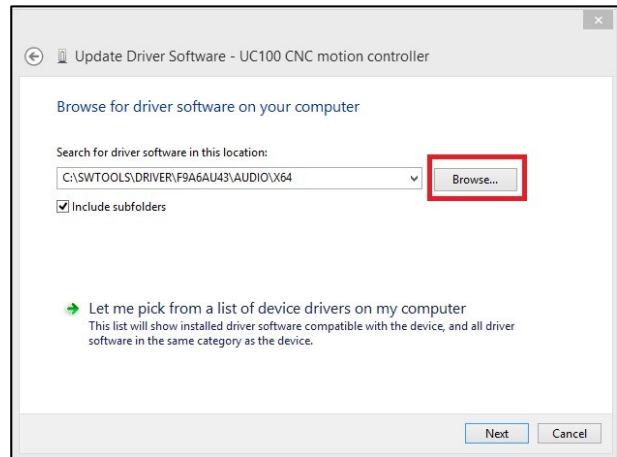 Update Driver Software - UC100 CNC motion controller
Browse for driver software on your computer
Search for driver software in this location:
C:\SWTOOLS\DRIVER\F9A6AU43\AUDIO\X64
Browse...
Include subfolders
Let me pick from a list of device drivers on my computer
This list will show installed driver software compatible with the device, and all driver
software in the same category as the device.
Next
Cancel